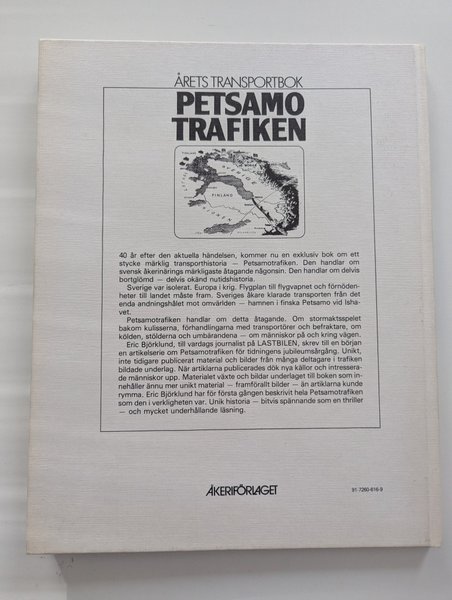 ÅRETS TRANSPORTBOK
PETSAMO
TRAFIKEN
SVERIGE
FINLAND
40 år efter den aktuella händelsen, kommer nu en exklusiv bok om ett
stycke märklig transporthistoria — Petsamotrafiken. Den handlar om
svensk åkerinärings märkligaste åtagande någonsin. Den handlar om delvis
bortglömd — delvis okänd nutidshistoria.
Sverige var isolerat. Europa i krig. Flygplan till flygvapnet och förnöden-
heter till landet måste fram. Sveriges åkare klarade transporten från det
enda andningshålet mot omvärlden — hamnen i finska Petsamo vid Isha-
vet.
Petsamotrafiken handlar om detta åtagande. Om stormaktsspelet
bakom kulisserna, förhandlingarna med transportörer och befraktare, om
kölden, stölderna och umbärandena — om människor på och kring vägen.
Eric Björklund, till vardags journalist på LASTBILEN, skrev till en början
en artikelserie om Petsamotrafiken för tidningens jubileumsårgång. Unikt,
inte tidigare publicerat material och bilder från många deltagare i trafiken
bildade underlag. När artiklarna publicerades dök nya källor och intressera-
de människor upp. Materialet växte och bildar underlaget till boken som in-
nehåller ännu mer unikt material — framförallt bilder — än artiklarna kunde
rymma. Eric Björklund har för första gången beskrivit hela Petsamotrafiken
som den i verkligheten var. Unik historia — bitvis spännande som en thriller
— och mycket underhållande läsning.
ÅKERIFÖRLAGET
91-7260-616-9